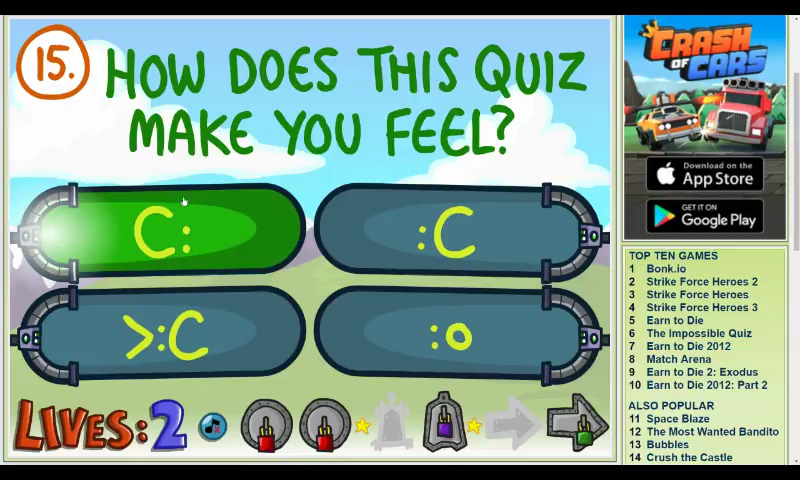 15.
HOW DOES THIS QUIZ
MAKE YOU FEEL?
C:
:C
>:C
:o
LIVES: 2
CRASH
OF
CARS
Download on the
App Store
GET IT ON
Google Play
TOP TEN GAMES
1 Bonk.io
2 Strike Force Heroes 2
3 Strike Force Heroes
4 Strike Force Heroes 3
5 Earn to Die
6 The Impossible Quiz
7 Earn to Die 2012
8 Match Arena
9 Earn to Die 2: Exodus
10 Earn to Die 2012: Part 2
ALSO POPULAR
11 Space Blaze
12 The Most Wanted Bandito
13 Bubbles
14 Crush the Castle